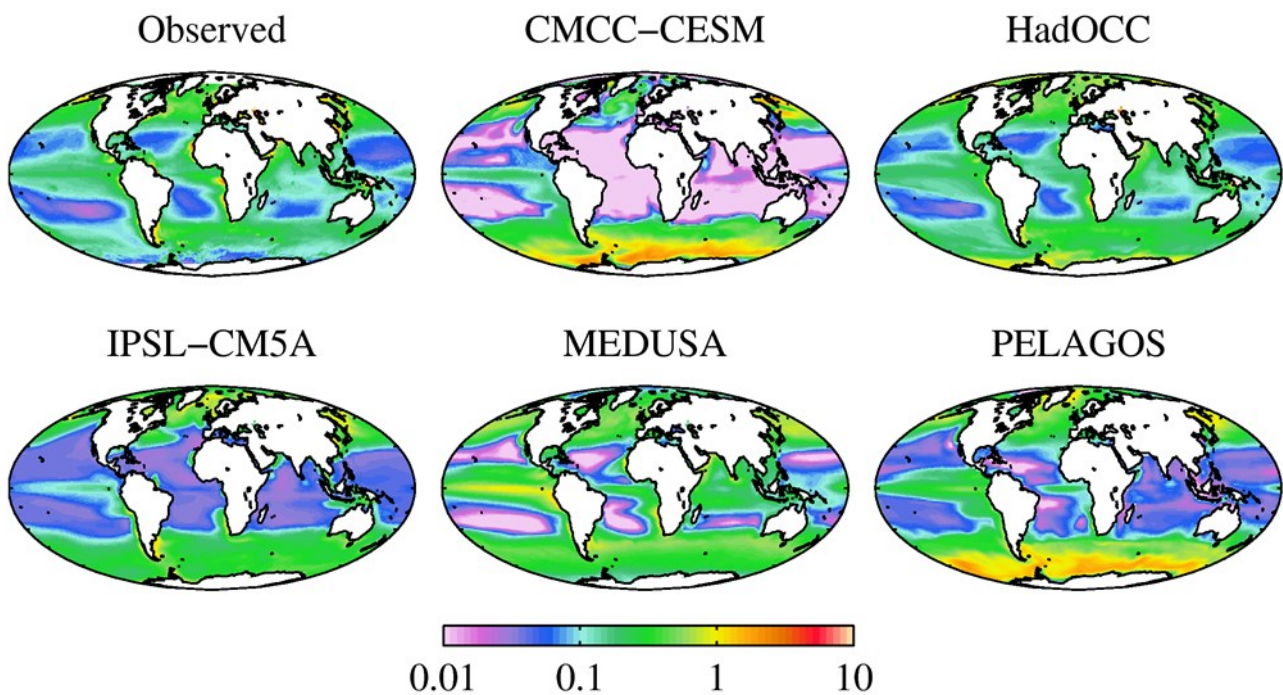 Observed CMCC–CESM HadOCC
IPSL–CM5A MEDUSA PELAGOS
0.01 0.1 1 10